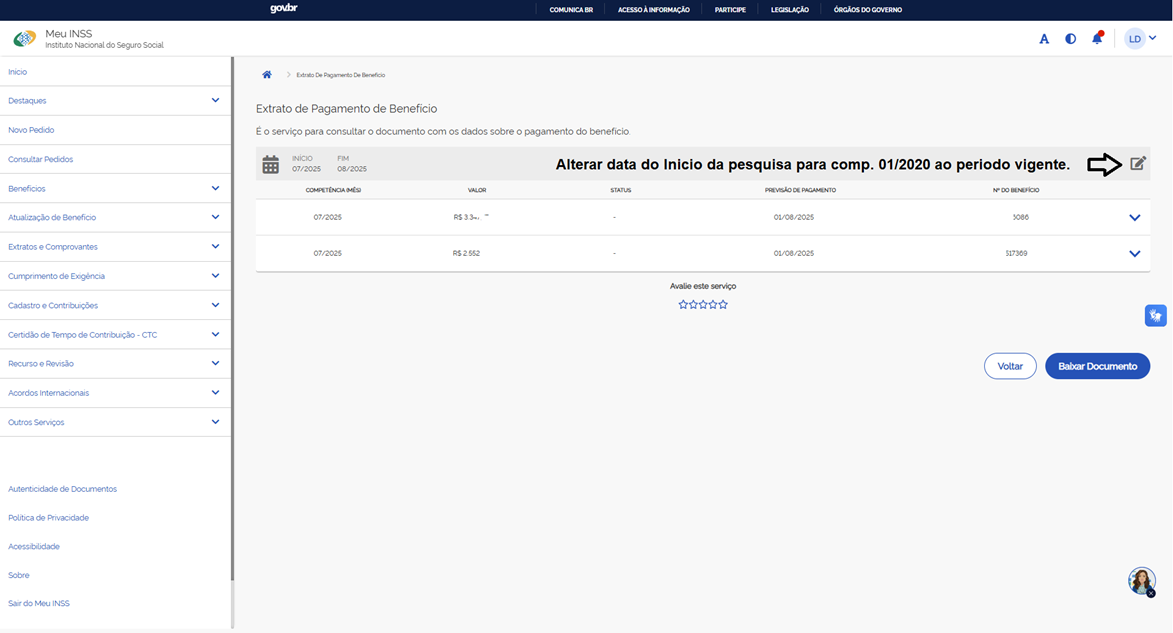 gov.br
COMUNICA BR
ACESSO À INFORMAÇÃO
PARTICIPE
LEGISLAÇÃO
ÓRGÃOS DO GOVERNO
Meu INSS
Instituto Nacional do Seguro Social
A
LD
Início
Destaques
Novo Pedido
Consultar Pedidos
Benefícios
Atualização de Benefício
Extratos e Comprovantes
Cumprimento de Exigência
Cadastro e Contribuições
Certidão de Tempo de Contribuição - CTC
Recurso e Revisão
Acordos Internacionais
Outros Serviços
Autenticidade de Documentos
Política de Privacidade
Acessibilidade
Sobre
Sair do Meu INSS
Extrato De Pagamento De Benefício
Extrato de Pagamento de Benefício
É o serviço para consultar o documento com os dados sobre o pagamento do benefício.
INÍCIO FIM
07/2025 08/2025
Alterar data do Inicio da pesquisa para comp. 01/2020 ao periodo vigente.
COMPETÊNCIA (MÊS) VALOR STATUS PREVISÃO DE PAGAMENTO Nº DO BENEFÍCIO
07/2025 R$ - 01/08/2025
07/2025 R$ 2.552 - 01/08/2025
Avalie este serviço
Voltar
Baixar Documento